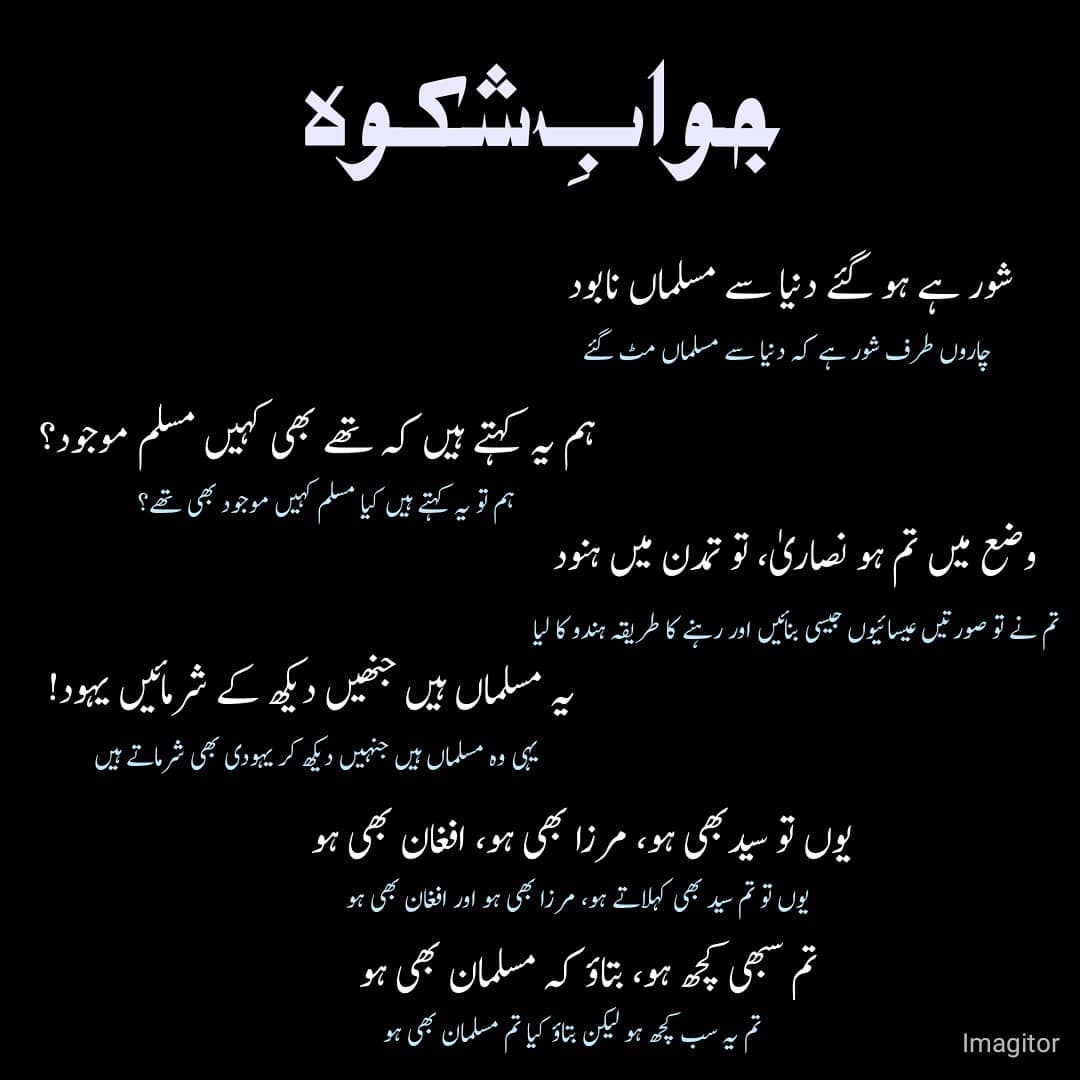 جوابِ شکوہ
شور ہے ہو گئے دنیا سے مسلماں نابود
چاروں طرف شور ہے کہ دنیا سے مسلماں مٹ گئے
ہم یہ کہتے ہیں کہ تھے بھی کہیں مسلم موجود؟
ہم تو یہ کہتے ہیں کیا مسلم کہیں موجود بھی تھے؟
وضع میں تم ہو نصاریٰ، تو تمدن میں ہنود
تم نے تو صورتیں عیسائیوں جیسی بنائیں اور رہنے کا طریقہ ہندو کا لیا
یہ مسلماں ہیں جنھیں دیکھ کے شرمائیں یہود!
یہی وہ مسلماں ہیں جنہیں دیکھ کر یہودی بھی شرماتے ہیں
یوں تو سید بھی ہو، مرزا بھی ہو، افغان بھی ہو
یوں تو تم سید بھی کہلاتے ہو، مرزا بھی ہو اور افغان بھی ہو
تم سبھی کچھ ہو، بتاؤ کہ مسلمان بھی ہو
تم یہ سب کچھ ہو لیکن بتاؤ کیا تم مسلمان بھی ہو
Imagitor